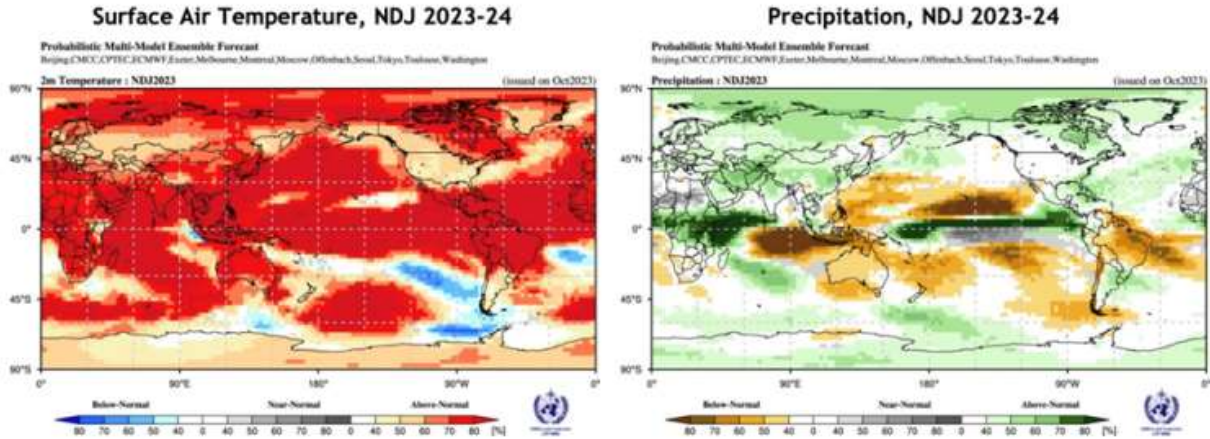 Surface Air Temperature, NDJ 2023-24
Probabilistic Multi-Model Ensemble Forecast
Beijing,CMCC,CPTEC,ECMWF,Exeter,Melbourne,Montreal,Moscow,Offenbach,Seoul,Tokyo,Toulouse,Washington
2m Temperature : NDJ2023 (issued on Oct2023)
90°N
45°N
0°
45°S
90°S
0° 90°E 180° 90°W 0°
Below-Normal Near-Normal Above-Normal
80 70 60 50 40 0 40 50 60 70 80 0 40 50 60 70 80 [%]
Precipitation, NDJ 2023-24
Probabilistic Multi-Model Ensemble Forecast
Beijing,CMCC,CPTEC,ECMWF,Exeter,Melbourne,Montreal,Moscow,Offenbach,Seoul,Tokyo,Toulouse,Washington
Precipitation : NDJ2023 (issued on Oct2023)
90°N
45°N
0°
45°S
90°S
0° 90°E 180° 90°W 0°
Below-Normal Near-Normal Above-Normal
80 70 60 50 40 0 40 50 60 70 80 0 40 50 60 70 80 [%]